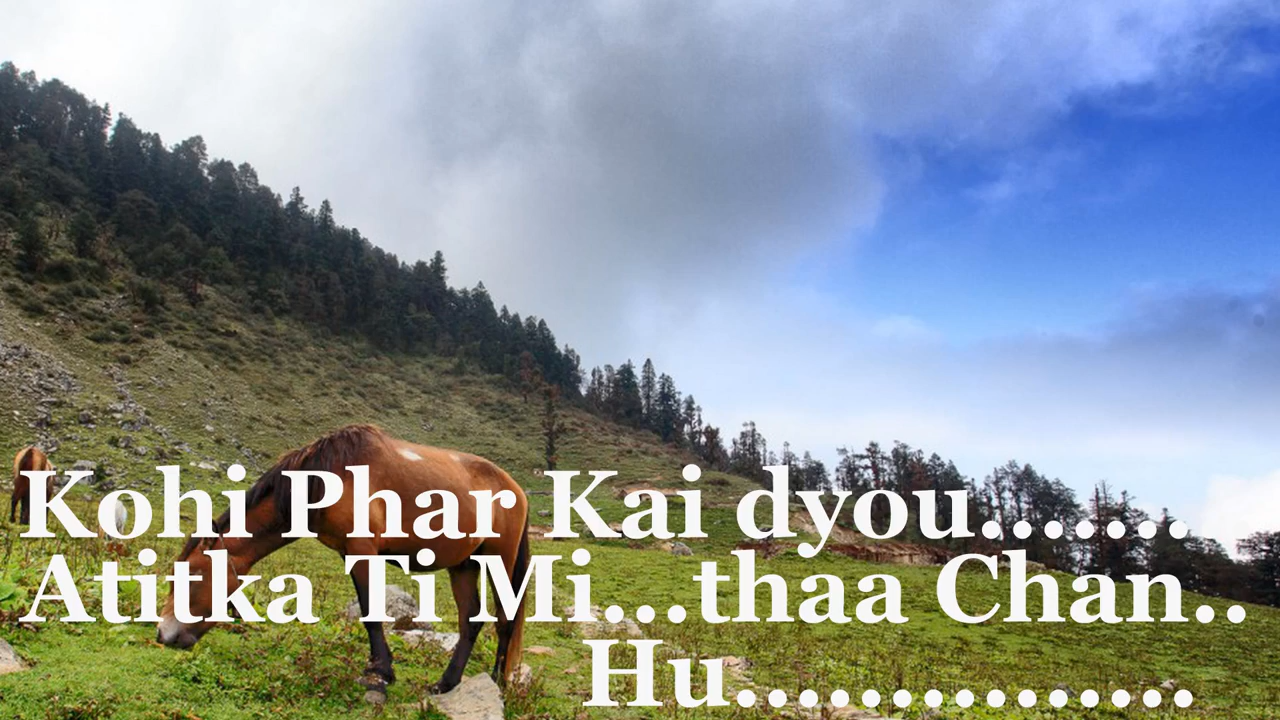 Kohi Phar Kai dyou.......
Atitka Ti Mi...thaa Chan..
Hu..............